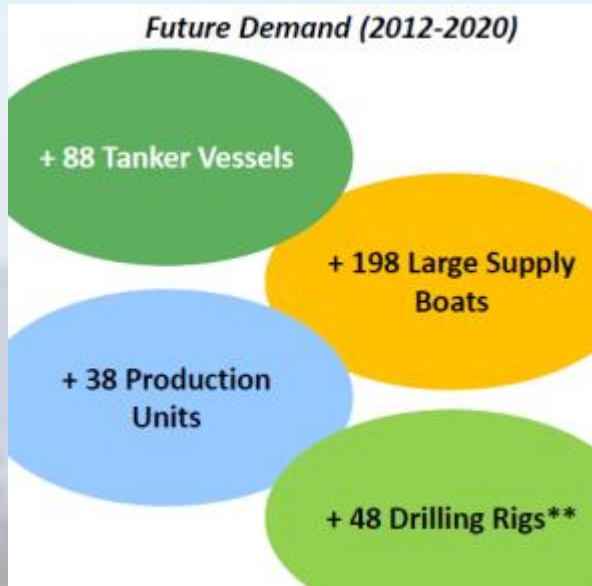 Future Demand (2012-2020)
+ 88 Tanker Vessels
+ 198 Large Supply
Boats
+ 38 Production
Units
+ 48 Drilling Rigs**